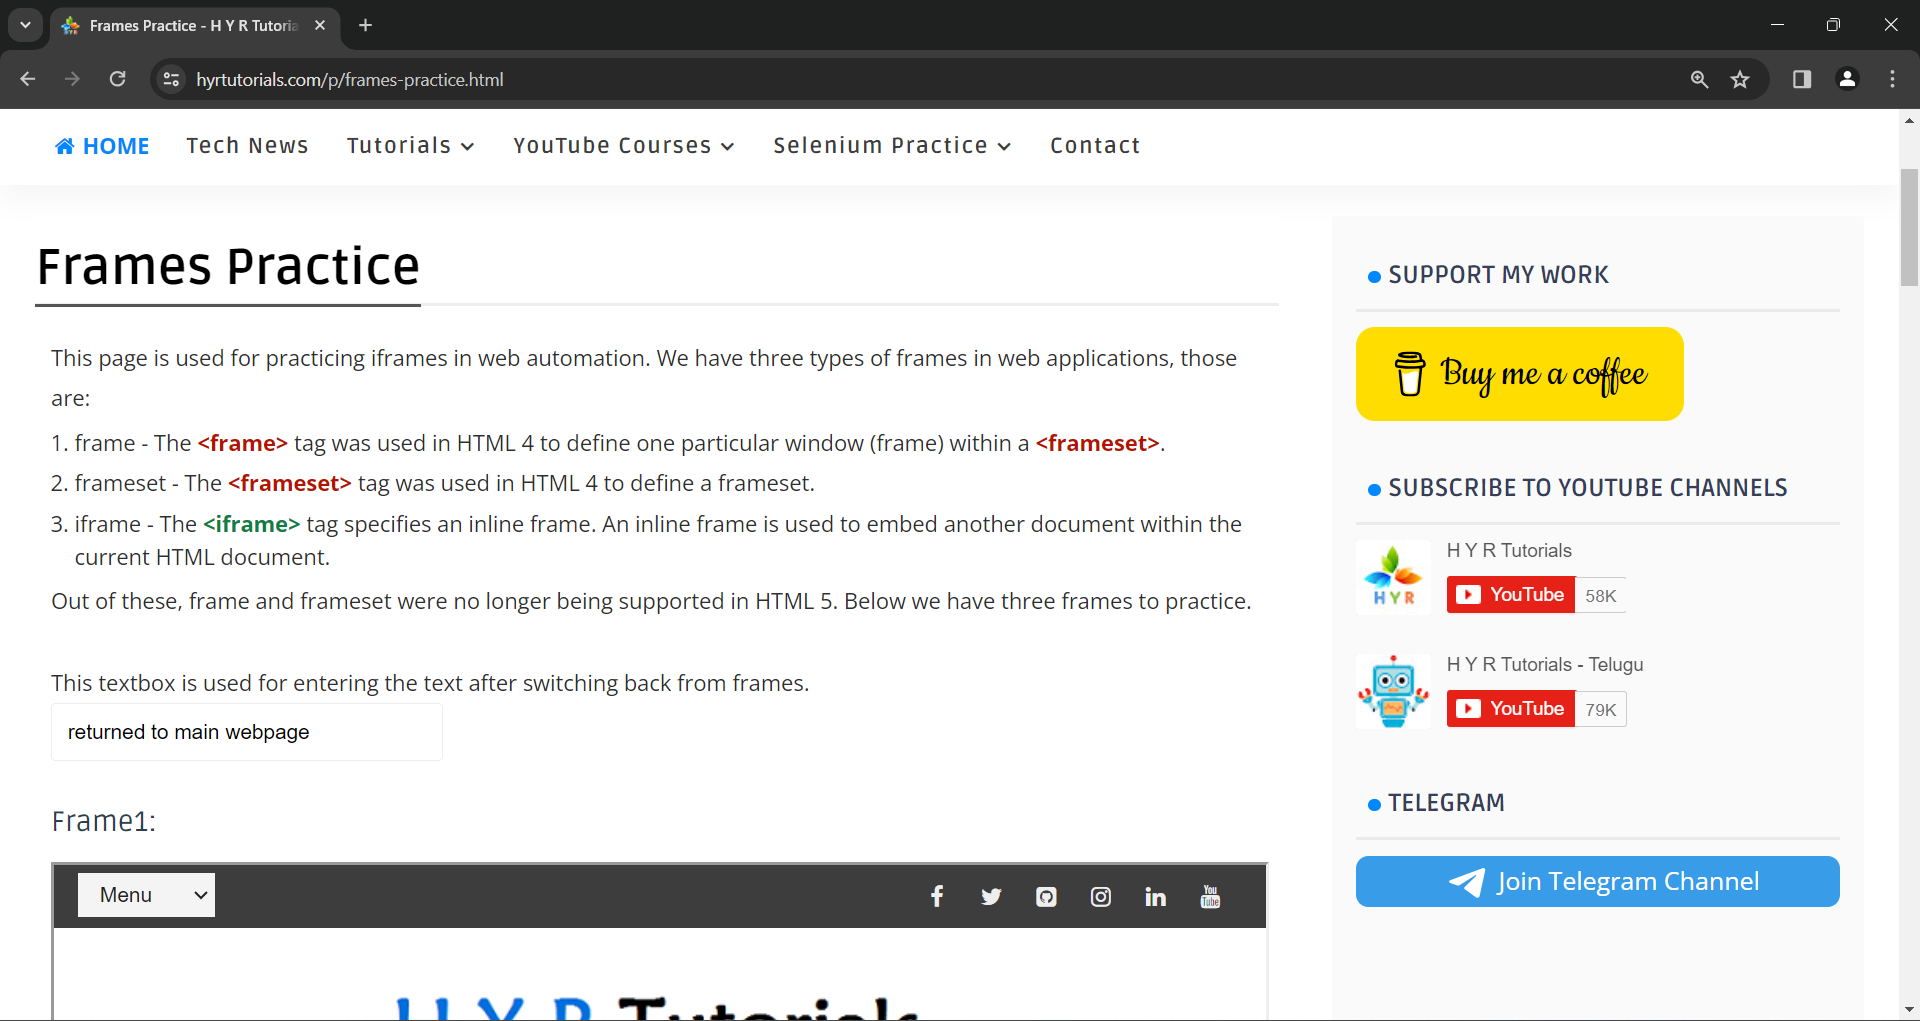 Frames Practice - H Y R Tutoria
hyrtutorials.com/p/frames-practice.html
HOME Tech News Tutorials YouTube Courses Selenium Practice Contact
Frames Practice
This page is used for practicing iframes in web automation. We have three types of frames in web applications, those
are:
1. frame - The <frame> tag was used in HTML 4 to define one particular window (frame) within a <frameset>.
2. frameset - The <frameset> tag was used in HTML 4 to define a frameset.
3. iframe - The <iframe> tag specifies an inline frame. An inline frame is used to embed another document within the
current HTML document.
Out of these, frame and frameset were no longer being supported in HTML 5. Below we have three frames to practice.
This textbox is used for entering the text after switching back from frames.
returned to main webpage
Frame1:
Menu
You
Tube
H Y R Tutorials
SUPPORT MY WORK
Buy me a coffee
SUBSCRIBE TO YOUTUBE CHANNELS
HYR
H Y R Tutorials
YouTube 58K
H Y R Tutorials - Telugu
YouTube 79K
TELEGRAM
Join Telegram Channel